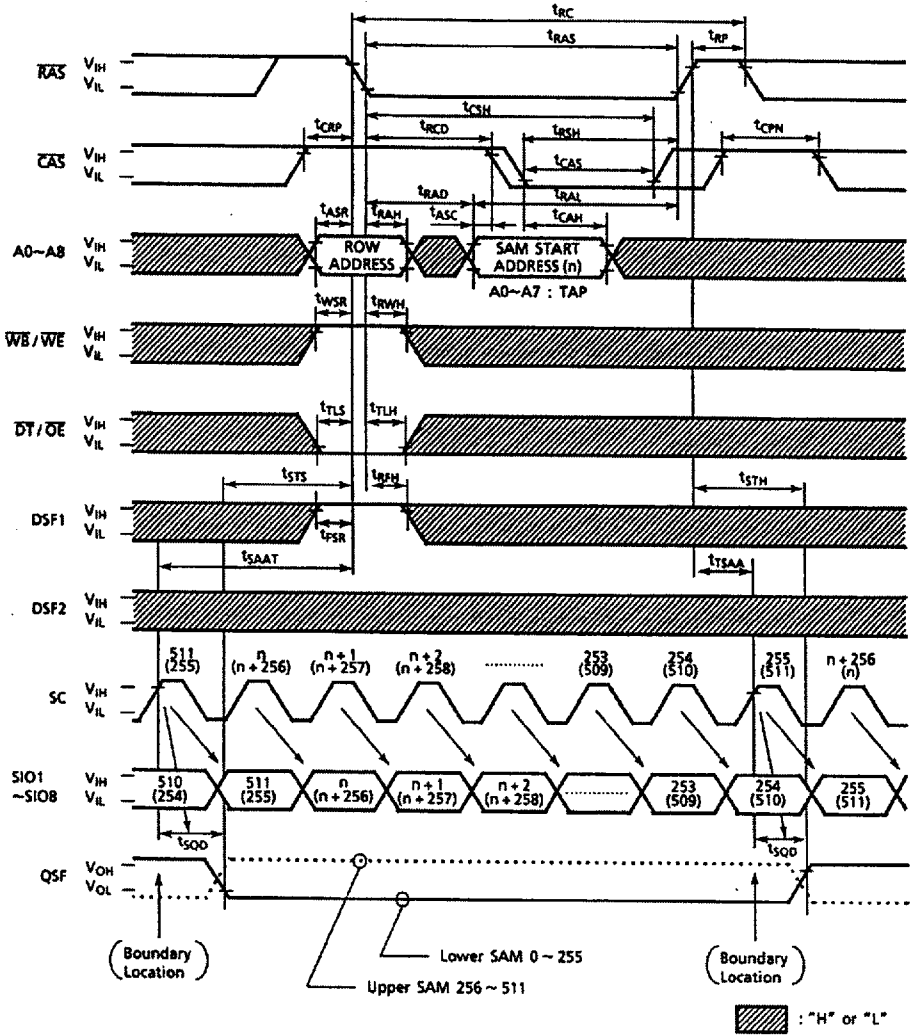 tRC
tRAS
tRP
RAS VIH
VIL
tCSH
tCRP tRCD tRSH tCPN
CAS VIH
VIL
tCAS
tRAD tRAL
tASR tRAH tASC tCAH
A0~A8 VIH
VIL
ROW ADDRESS
SAM START ADDRESS (n)
A0~A7 : TAP
tWSR tRWH
WB / WE VIH
VIL
tTLS tTLH
DT / OE VIH
VIL
tSTS tRFH tSTH
DSF1 VIH
VIL
tFSR
tSAAT tTSAA
DSF2 VIH
VIL
511 (255) n (n + 256) n + 1 (n + 257) n + 2 (n + 258) ......... 253 (509) 254 (510) 255 (511) n + 256 (n)
SC VIH
VIL
SIO1 ~SIO8 VIH
VIL
510 (254) 511 (255) n (n + 256) n + 1 (n + 257) n + 2 (n + 258) ......... 253 (509) 254 (510) 255 (511)
tSQD tSQD
QSF VOH
VOL
(Boundary Location) (Boundary Location)
Lower SAM 0 ~ 255
Upper SAM 256 ~ 511
: "H" or "L"